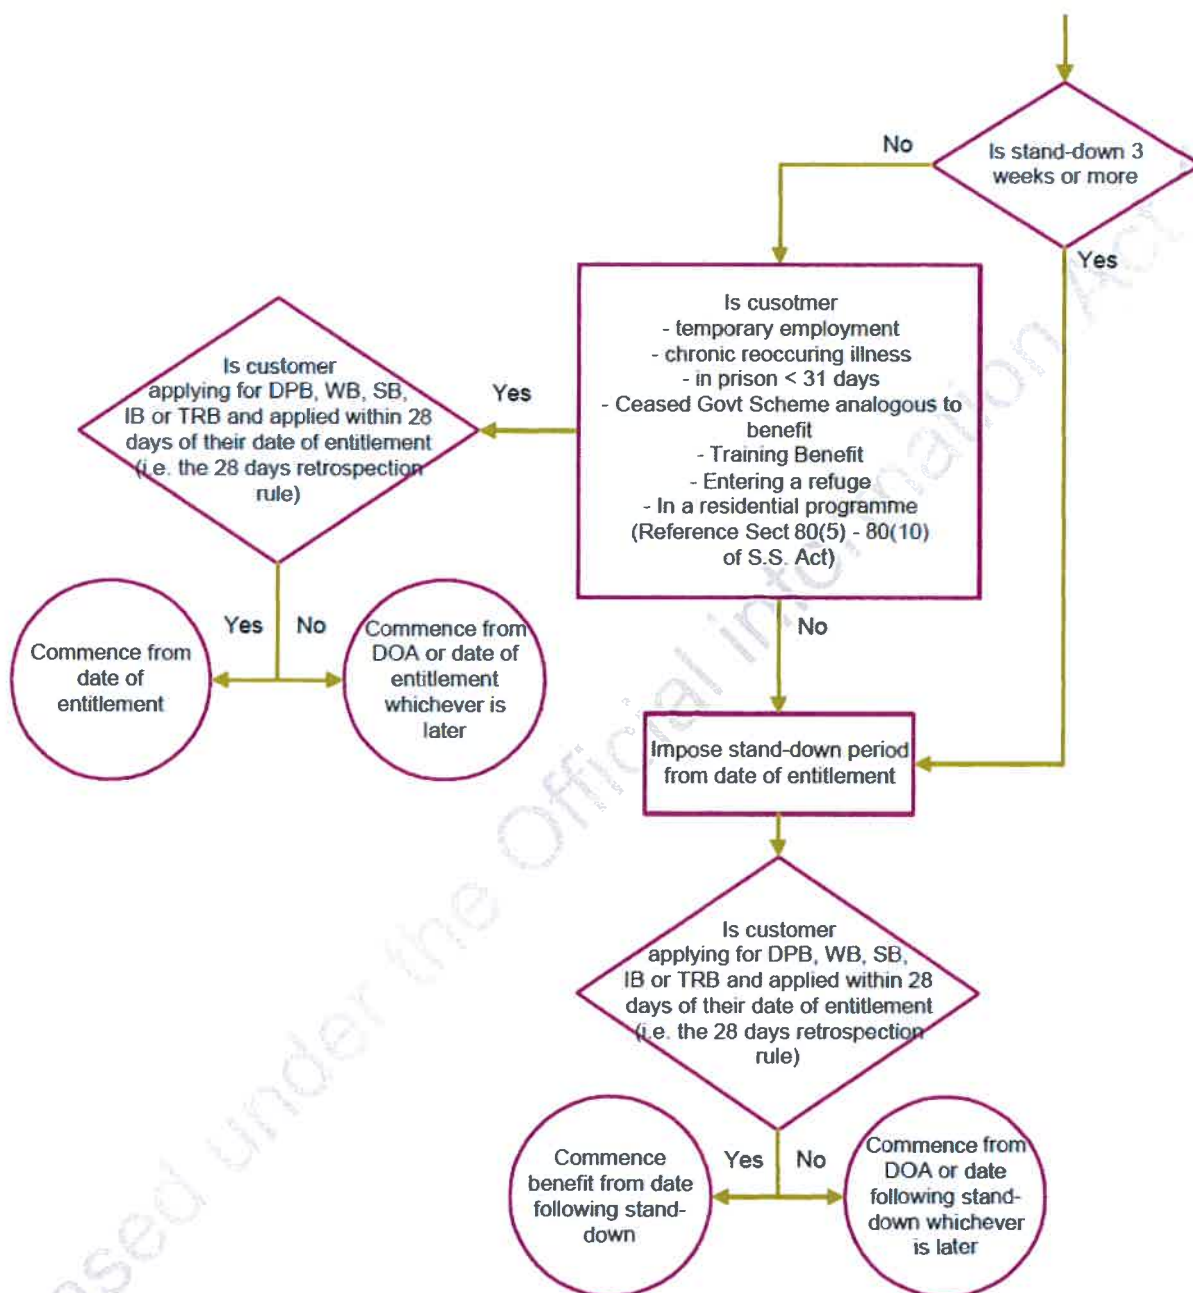 Is stand-down 3
weeks or more
No
Yes
Is cusotmer
- temporary employment
- chronic reoccuring illness
- in prison < 31 days
- Ceased Govt Scheme analogous to
benefit
- Training Benefit
- Entering a refuge
- In a residential programme
(Reference Sect 80(5) - 80(10)
of S.S. Act)
Yes
No
Is customer
applying for DPB, WB, SB,
IB or TRB and applied within 28
days of their date of entitlement
(i.e. the 28 days retrospection
rule)
Yes
No
Commence from
date of
entitlement
Commence from
DOA or date of
entitlement
whichever is
later
Impose stand-down period
from date of entitlement
Is customer
applying for DPB, WB, SB,
IB or TRB and applied within 28
days of their date of entitlement
(i.e. the 28 days retrospection
rule)
Yes
No
Commence
benefit from date
following stand-
down
Commence from
DOA or date
following stand-
down whichever
is later
under the Official Information Act